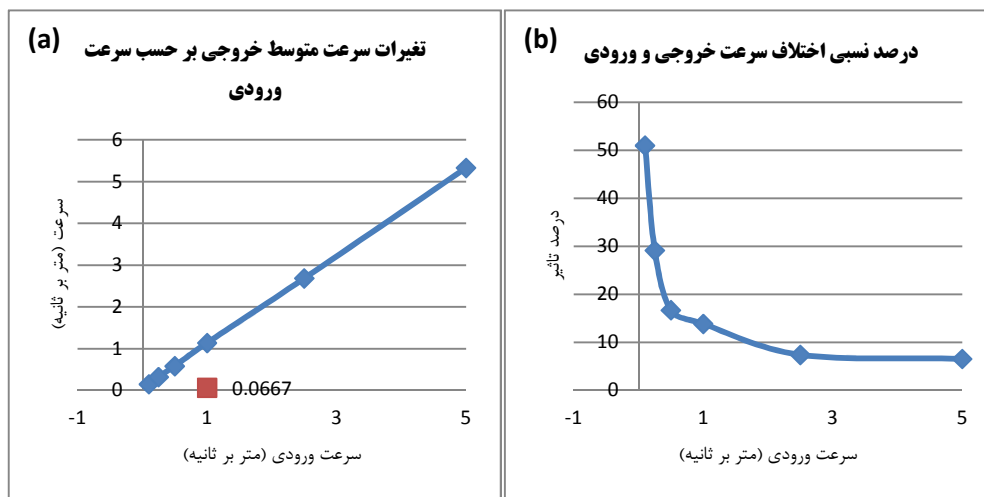 (a)
تغیرات سرعت متوسط خروجی بر حسب سرعت
ورودی
6
5
4
3
2
1
0
-1
1
3
5
0.0667
سرعت (متر بر ثانیه)
سرعت ورودی (متر بر ثانیه)
(b)
درصد نسبی اختلاف سرعت خروجی و ورودی
60
50
40
30
20
10
0
-1
1
3
5
درصد تاثیر
سرعت ورودی (متر بر ثانیه)